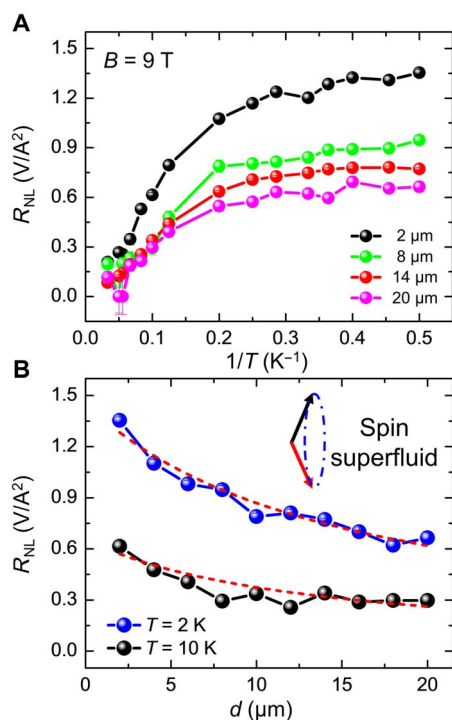 A
B = 9 T
R_NL (V/A²)
1.5
1.2
0.9
0.6
0.3
0.0
2 μm
8 μm
14 μm
20 μm
0.0 0.1 0.2 0.3 0.4 0.5
1/T (K⁻¹)
B
R_NL (V/A²)
1.5
1.2
0.9
0.6
0.3
0.0
Spin
superfluid
T = 2 K
T = 10 K
0 5 10 15 20
d (μm)